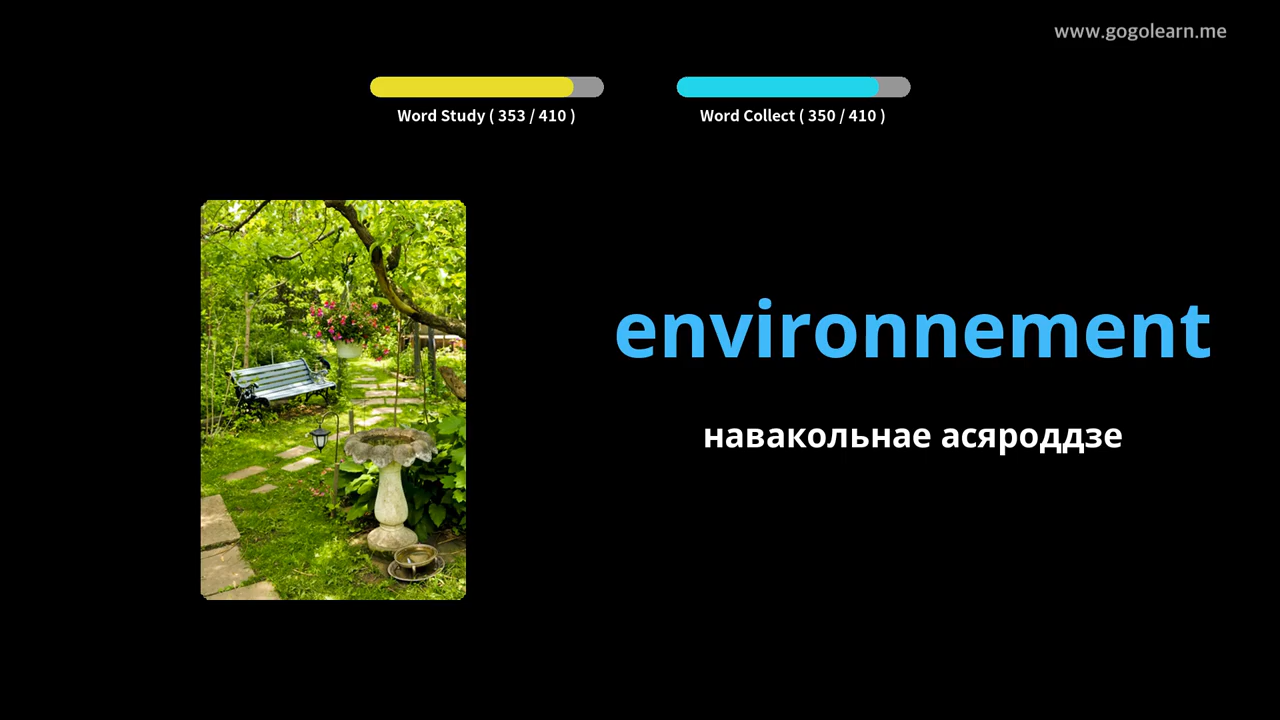 www.gogolearn.me
Word Study ( 353 / 410 )
Word Collect ( 350 / 410 )
environnement
навакольнае асяроддзе